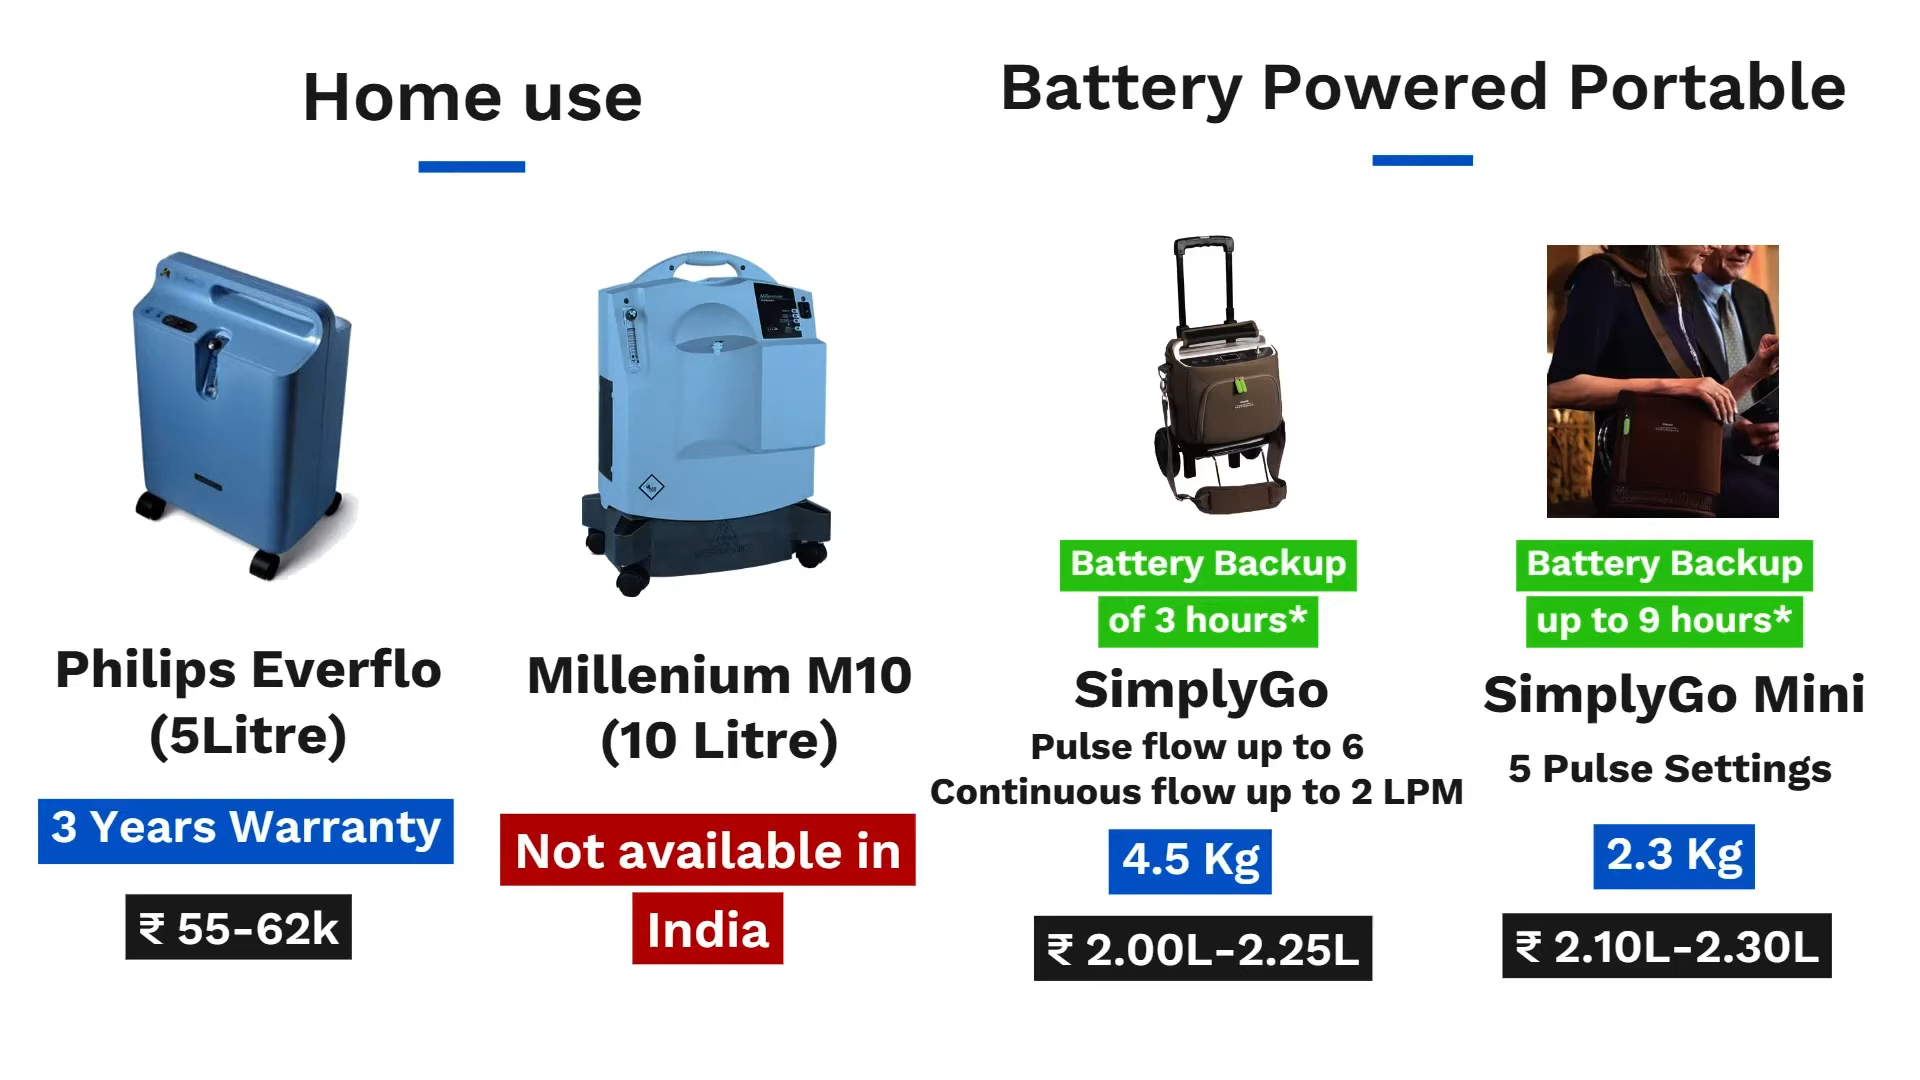 Home use
Philips Everflo
(5Litre)
3 Years Warranty
₹ 55-62k
Millenium M10
(10 Litre)
Not available in
India
Battery Powered Portable
Battery Backup
of 3 hours*
SimplyGo
Pulse flow up to 6
Continuous flow up to 2 LPM
4.5 Kg
₹ 2.00L-2.25L
Battery Backup
up to 9 hours*
SimplyGo Mini
5 Pulse Settings
2.3 Kg
₹ 2.10L-2.30L